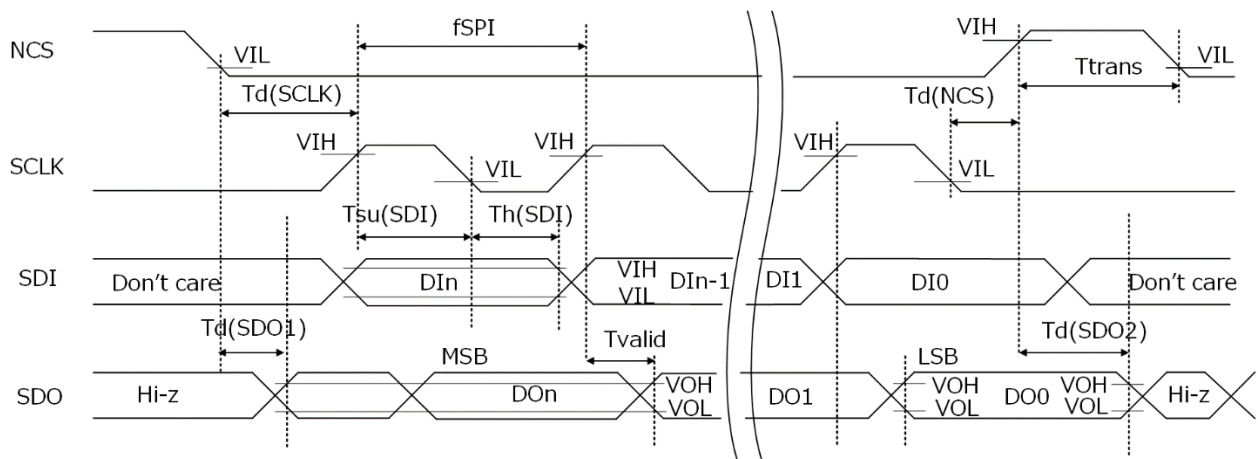 fSPI
NCS VIL VIH VIL
Ttrans
Td(SCLK) Td(NCS)
VIH VIH VIH
SCLK VIL VIL
Tsu(SDI) Th(SDI)
SDI Don't care DIn VIH DIn-1 DI1 DI0 Don't care
VIL
Td(SDO1) Tvalid Td(SDO2)
MSB LSB
SDO Hi-z DOn VOH DO1 VOH DO0 VOH Hi-z
VOL VOL VOL